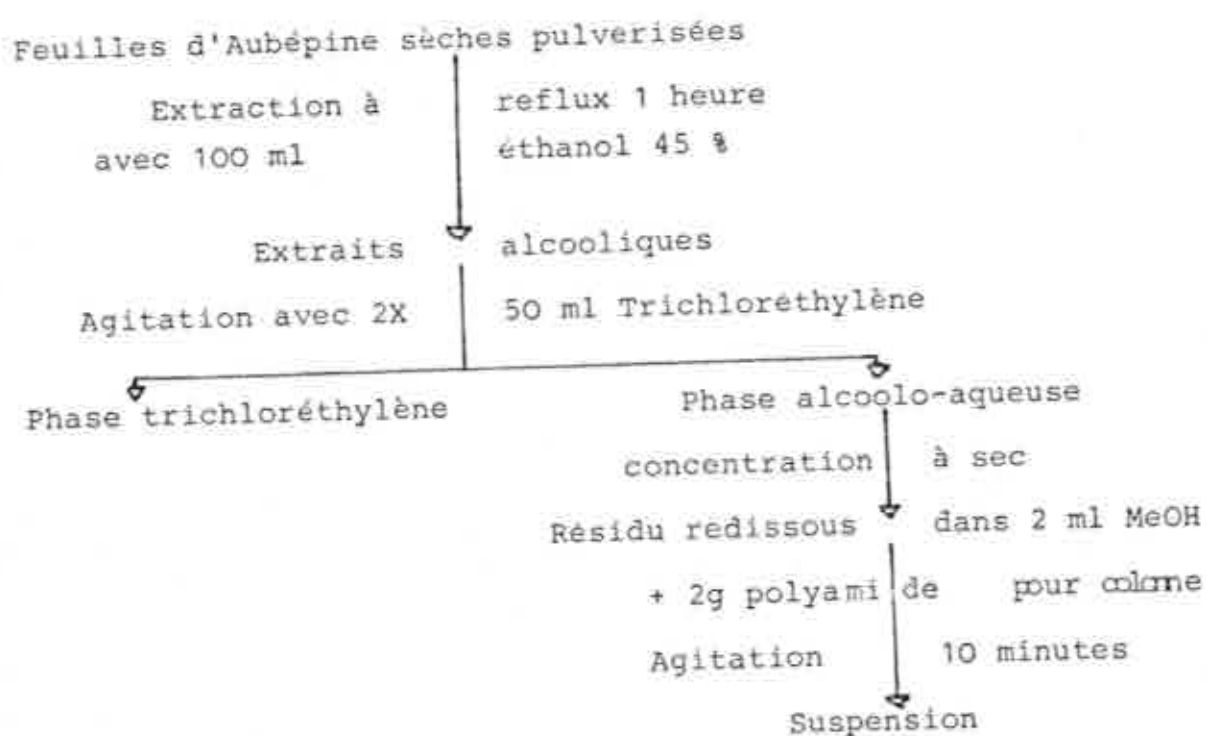 Feuilles d'Aubépine sèches pulverisées
Extraction à reflux 1 heure
avec 100 ml éthanol 45 %
Extraits alcooliques
Agitation avec 2X 50 ml Trichloréthylène
Phase trichloréthylène Phase alcoolo-aqueuse
concentration à sec
Résidu redissous dans 2 ml MeOH
+ 2g polyamide pour colonne
Agitation 10 minutes
Suspension